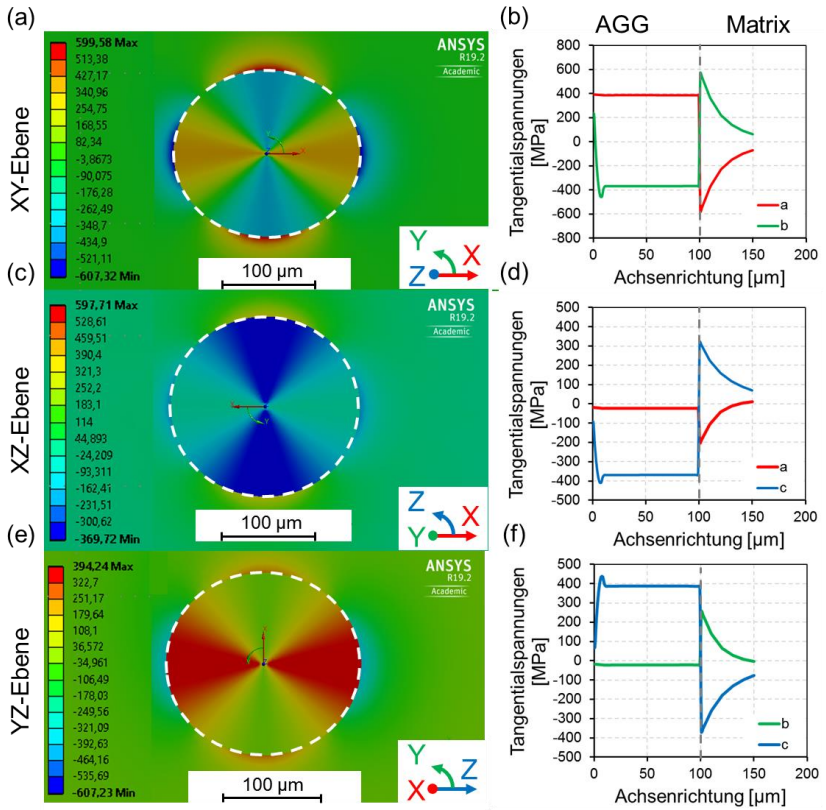 (a)
XY-Ebene
599,58 Max
513,38
427,17
340,96
254,75
168,55
82,34
-3,8673
-90,075
-176,28
-262,49
-348,7
-434,9
-521,11
-607,32 Min
ANSYS
R19.2
Academic
100 µm
Y
Z
X
(b)
AGG
Matrix
Tangentialspannungen
[MPa]
800
600
400
200
0
-200
-400
-600
-800
0
50
100
150
200
a
b
Achsenrichtung [µm]
(c)
XZ-Ebene
597,71 Max
528,61
459,51
390,4
321,3
252,2
183,1
114
44,893
-24,209
-93,311
-162,41
-231,51
-300,62
-369,72 Min
ANSYS
R19.2
Academic
100 µm
Z
Y
X
(d)
Tangentialspannungen
[MPa]
500
400
300
200
100
0
-100
-200
-300
-400
-500
0
50
100
150
200
a
c
Achsenrichtung [µm]
(e)
YZ-Ebene
394,24 Max
322,7
251,17
179,64
108,1
36,572
-34,961
-106,49
-178,03
-249,56
-321,09
-392,63
-464,16
-535,69
-607,23 Min
ANSYS
R19.2
Academic
100 µm
Y
X
Z
(f)
Tangentialspannungen
[MPa]
500
400
300
200
100
0
-100
-200
-300
-400
-500
0
50
100
150
200
b
c
Achsenrichtung [µm]